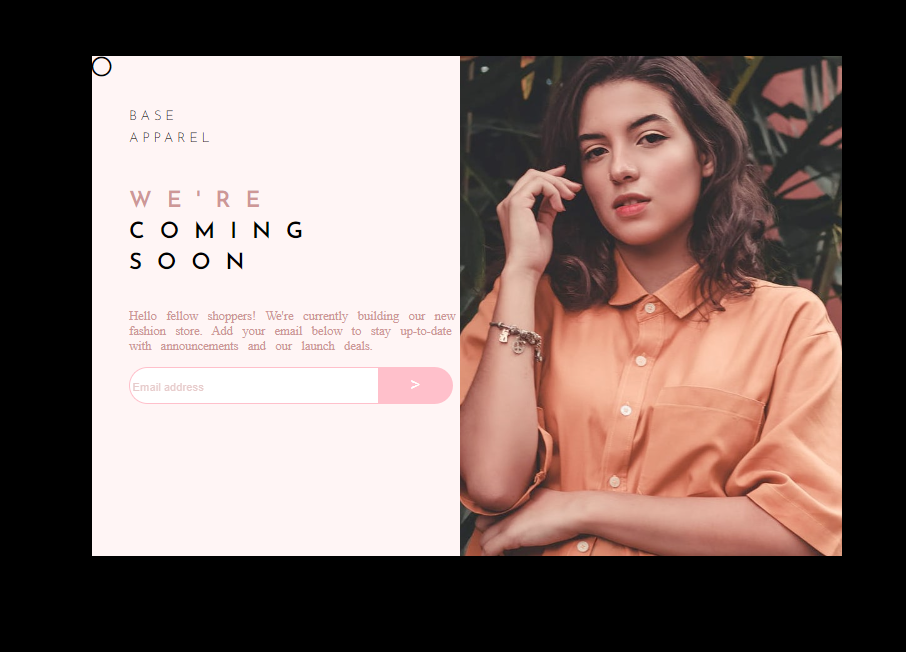 BASE
APPAREL
WE'RE
COMING
SOON
Hello fellow shoppers! We're currently building our new
fashion store. Add your email below to stay up-to-date
with announcements and our launch deals.
Email address >